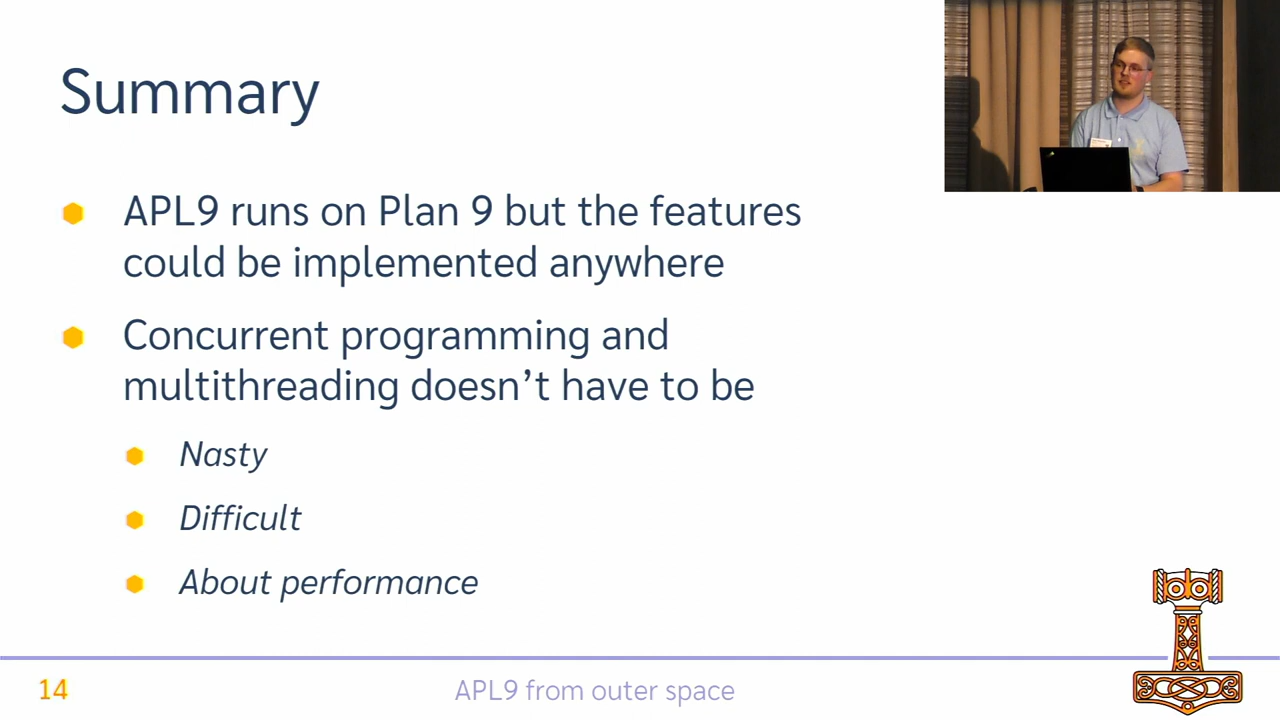 Summary
APL9 runs on Plan 9 but the features
could be implemented anywhere
Concurrent programming and
multithreading doesn’t have to be
Nasty
Difficult
About performance
14
APL9 from outer space